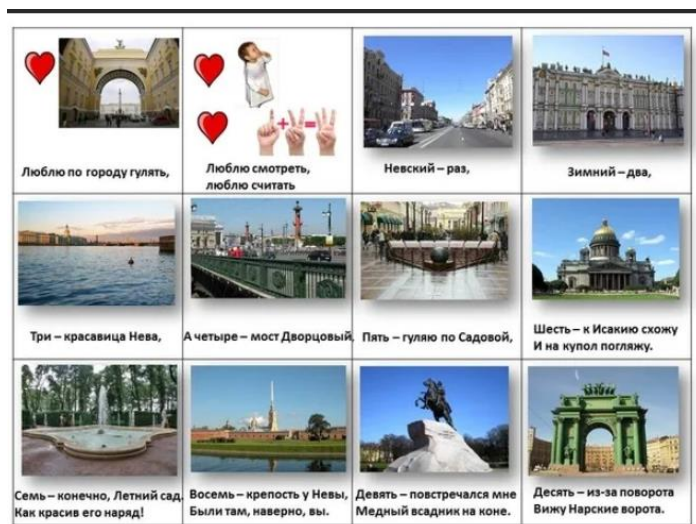 Люблю по городу гулять,
Люблю смотреть,
люблю считать
Невский – раз,
Зимний – два,
Три – красавица Нева,
А четыре – мост Дворцовый,
Пять – гуляю по Садовой,
Шесть – к Исакию схожу
И на купол погляжу.
Семь – конечно, Летний сад.
Как красив его наряд!
Восемь – крепость у Невы,
Были там, наверно, вы.
Девять – повстречался мне
Медный всадник на коне.
Десять – из-за поворота
Вижу Нарские ворота.